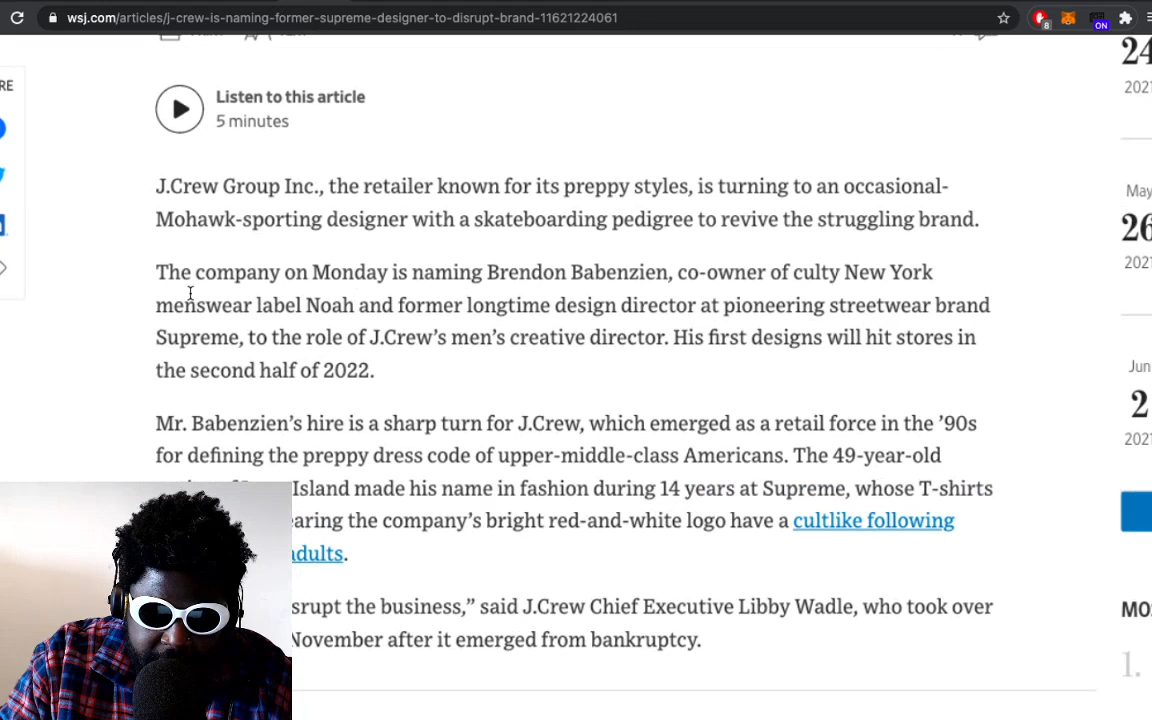 wsj.com/articles/j-crew-is-naming-former-supreme-designer-to-disrupt-brand-11621224061
8
ON
24
2021
RE
Listen to this article
5 minutes
J.Crew Group Inc., the retailer known for its preppy styles, is turning to an occasional-
Mohawk-sporting designer with a skateboarding pedigree to revive the struggling brand.
May
26
2021
The company on Monday is naming Brendon Babenzien, co-owner of culty New York
menswear label Noah and former longtime design director at pioneering streetwear brand
Supreme, to the role of J.Crew’s men’s creative director. His first designs will hit stores in
the second half of 2022.
Jun
2
2021
Mr. Babenzien’s hire is a sharp turn for J.Crew, which emerged as a retail force in the ’90s
for defining the preppy dress code of upper-middle-class Americans. The 49-year-old
Island made his name in fashion during 14 years at Supreme, whose T-shirts
earing the company’s bright red-and-white logo have a cultlike following
adults.
srupt the business,” said J.Crew Chief Executive Libby Wadle, who took over
November after it emerged from bankruptcy.
MO
1.